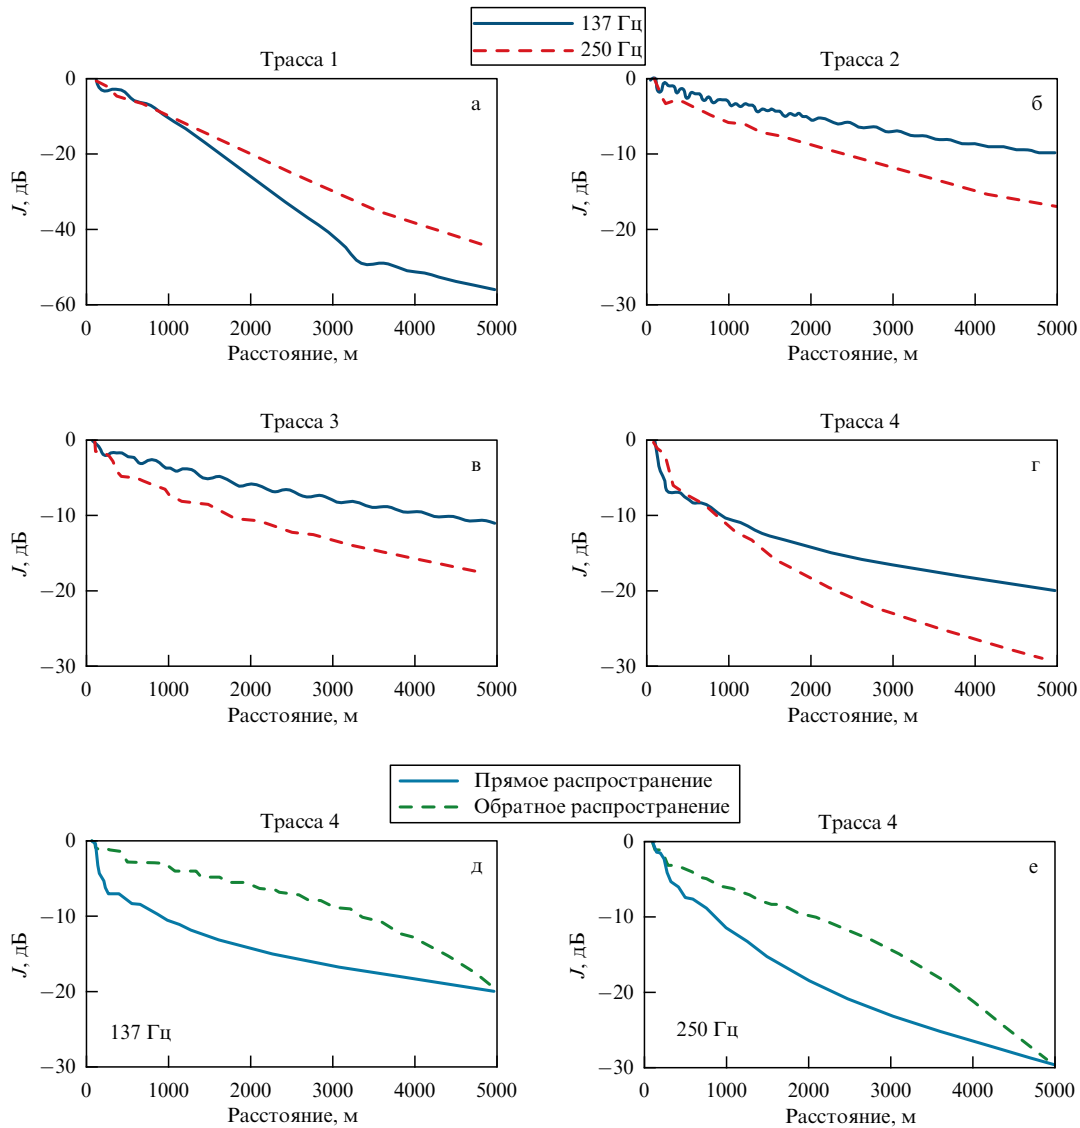 137 Гц
250 Гц
Трасса 1
Трасса 2
0
−20
−40
−60
J, дБ
а
0 1000 2000 3000 4000 5000
Расстояние, м
0
−10
−20
−30
J, дБ
б
0 1000 2000 3000 4000 5000
Расстояние, м
Трасса 3
Трасса 4
0
−10
−20
−30
J, дБ
в
0 1000 2000 3000 4000 5000
Расстояние, м
0
−10
−20
−30
J, дБ
г
0 1000 2000 3000 4000 5000
Расстояние, м
Прямое распространение
Обратное распространение
Трасса 4
Трасса 4
0
−10
−20
−30
J, дБ
д
137 Гц
0 1000 2000 3000 4000 5000
Расстояние, м
0
−10
−20
−30
J, дБ
е
250 Гц
0 1000 2000 3000 4000 5000
Расстояние, м